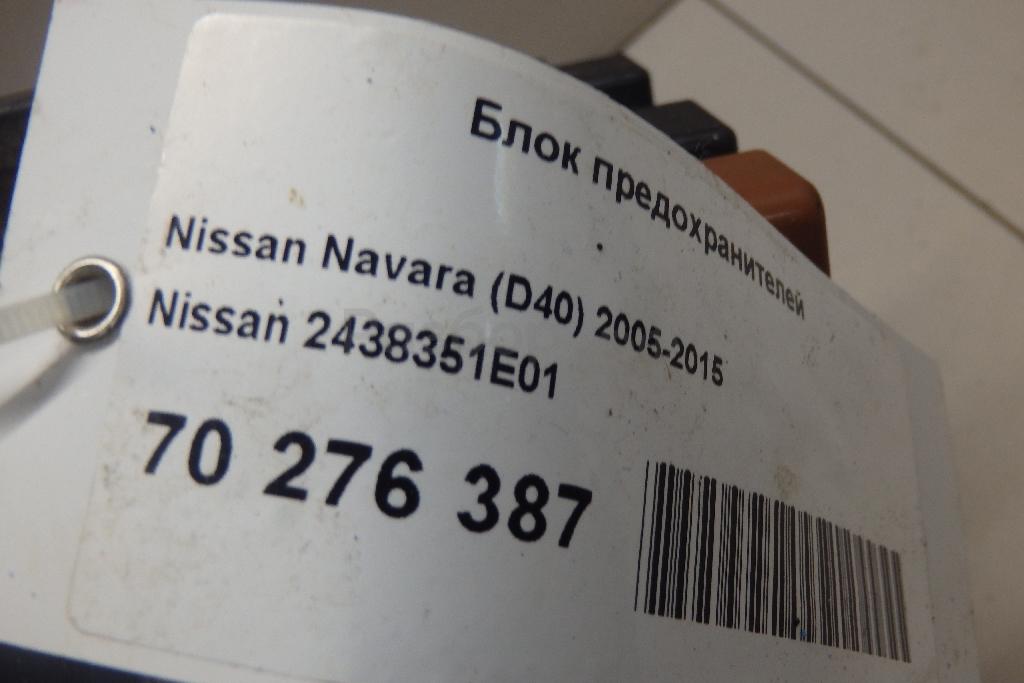 Блок предохранителей
Nissan Navara (D40) 2005-2015
Nissan 2438351E01
70 276 387